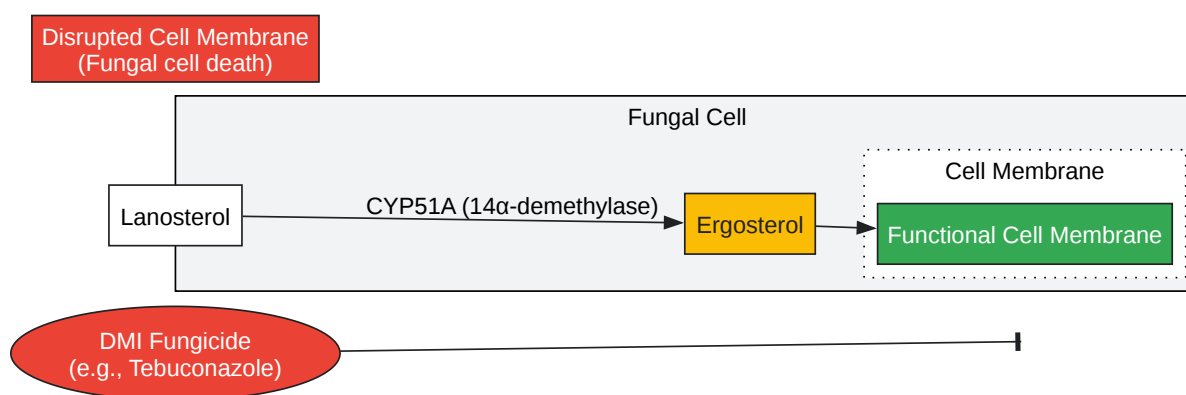 Disrupted Cell Membrane
(Fungal cell death)
Fungal Cell
Cell Membrane
Lanosterol
CYP51A (14α-demethylase)
Ergosterol
Functional Cell Membrane
DMI Fungicide
(e.g., Tebuconazole)